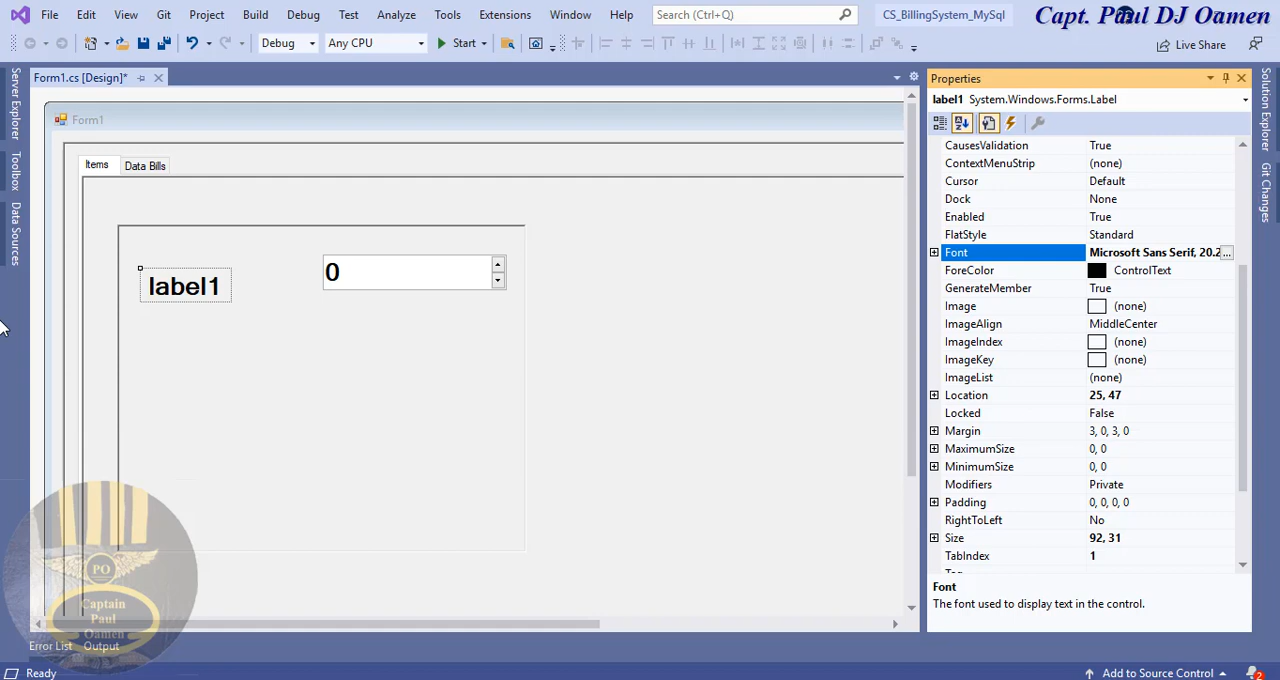 File Edit View Git Project Build Debug Test Analyze Tools Extensions Window Help Search (Ctrl+Q) CS_BillingSystem_MySql Capt. Paul DJ Oamen
Debug Any CPU Start Live Share
Form1.cs [Design]*
Server Explorer
Toolbox
Data Sources
Form1
Items Data Bills
label1 0
PO
Captain
Paul
Oamen
Error List Output
Properties
label1 System.Windows.Forms.Label
CausesValidation True
ContextMenuStrip (none)
Cursor Default
Dock None
Enabled True
FlatStyle Standard
Font Microsoft Sans Serif, 20.2 ...
ForeColor ControlText
GenerateMember True
Image (none)
ImageAlign MiddleCenter
ImageIndex (none)
ImageKey (none)
ImageList (none)
Location 25, 47
Locked False
Margin 3, 0, 3, 0
MaximumSize 0, 0
MinimumSize 0, 0
Modifiers Private
Padding 0, 0, 0, 0
RightToLeft No
Size 92, 31
TabIndex 1
Font
The font used to display text in the control.
Solution Explorer
Git Changes
Ready Add to Source Control 2